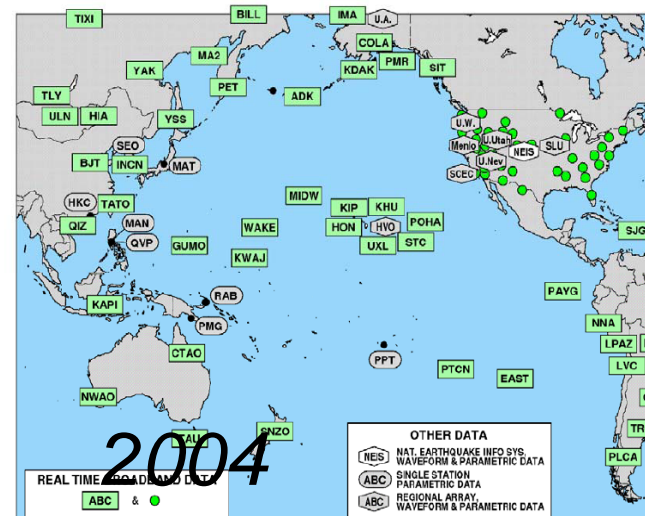 TIXI
BILL
IMA
U.A.
COLA
MA2
PMR
YAK
KDAK
SIT
PET
TLY
ADK
ULN
HIA
YSS
U.W.
SEO
Menlo
U.Utah
NEIS
SLU
BJT
INCN
MAT
U.Nev
SCEC
HKC
TATO
MIDW
KIP
KHU
QIZ
MAN
WAKE
HON
HVO
POHA
SJG
QVP
GUMO
UXL
STC
KWAJ
PAYG
KAPI
RAB
PMG
NNA
CTAO
LPAZ
PPT
LVC
PTCN
EAST
NWAO
TAU
SNZO
TR
PLCA
2004
REAL TIME BROADBAND DATA
ABC & 
OTHER DATA
NEIS NAT. EARTHQUAKE INFO SYS,
WAVEFORM & PARAMETRIC DATA
ABC SINGLE STATION
PARAMETRIC DATA
ABC REGIONAL ARRAY,
WAVEFORM & PARAMETRIC DATA